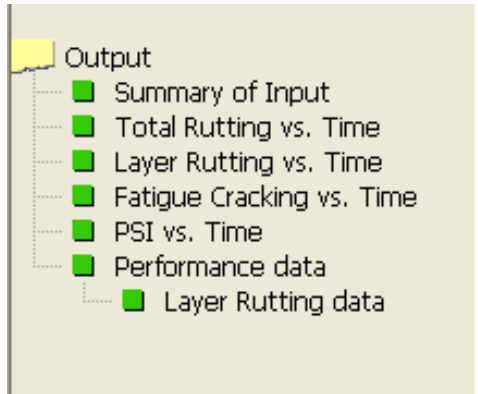 Output
Summary of Input
Total Rutting vs. Time
Layer Rutting vs. Time
Fatigue Cracking vs. Time
PSI vs. Time
Performance data
Layer Rutting data